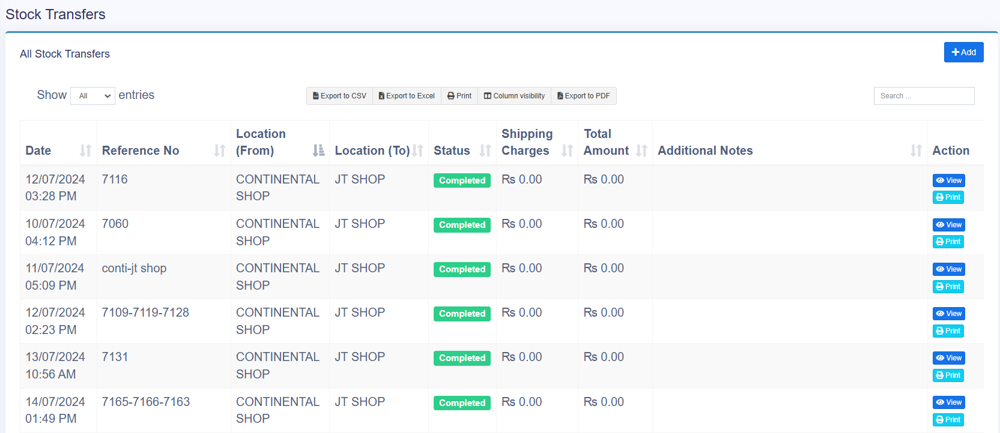 Stock Transfers
All Stock Transfers
Add
Show All entries
Export to CSV Export to Excel Print Column visibility Export to PDF
Search ...
Date Reference No Location (From) Location (To) Status Shipping Charges Total Amount Additional Notes Action
12/07/2024 03:28 PM 7116 CONTINENTAL SHOP JT SHOP Completed Rs 0.00 Rs 0.00 View Print
10/07/2024 04:12 PM 7060 CONTINENTAL SHOP JT SHOP Completed Rs 0.00 Rs 0.00 View Print
11/07/2024 05:09 PM conti-jt shop CONTINENTAL SHOP JT SHOP Completed Rs 0.00 Rs 0.00 View Print
12/07/2024 02:23 PM 7109-7119-7128 CONTINENTAL SHOP JT SHOP Completed Rs 0.00 Rs 0.00 View Print
13/07/2024 10:56 AM 7131 CONTINENTAL SHOP JT SHOP Completed Rs 0.00 Rs 0.00 View Print
14/07/2024 01:49 PM 7165-7166-7163 CONTINENTAL SHOP JT SHOP Completed Rs 0.00 Rs 0.00 View Print